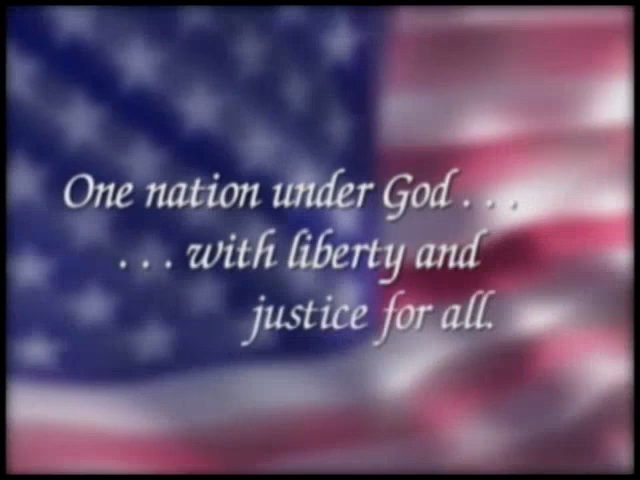 One nation under God . . .
. . . with liberty and
justice for all.